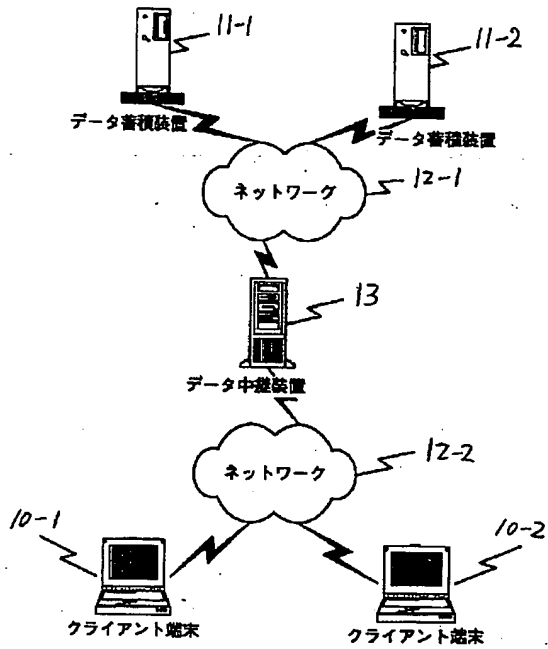 11-1
11-2
データ蓄積装置
データ蓄積装置
ネットワーク
12-1
13
データ中継装置
ネットワーク
12-2
10-1
10-2
クライアント端末
クライアント端末